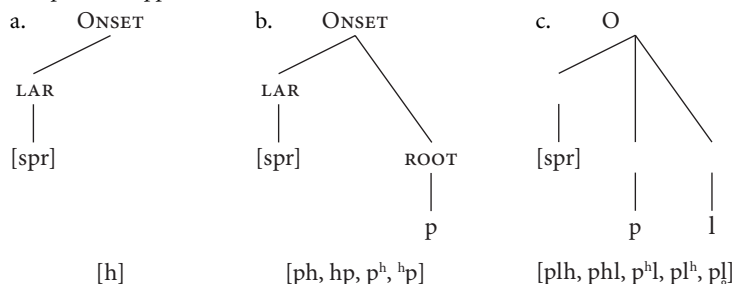 a. ONSET b. ONSET c. O
LAR LAR
[spr] [spr] ROOT [spr]
p p l
[h] [ph, hp, pʰ, ʰp] [plh, phl, pʰl, plʰ, pl̥]